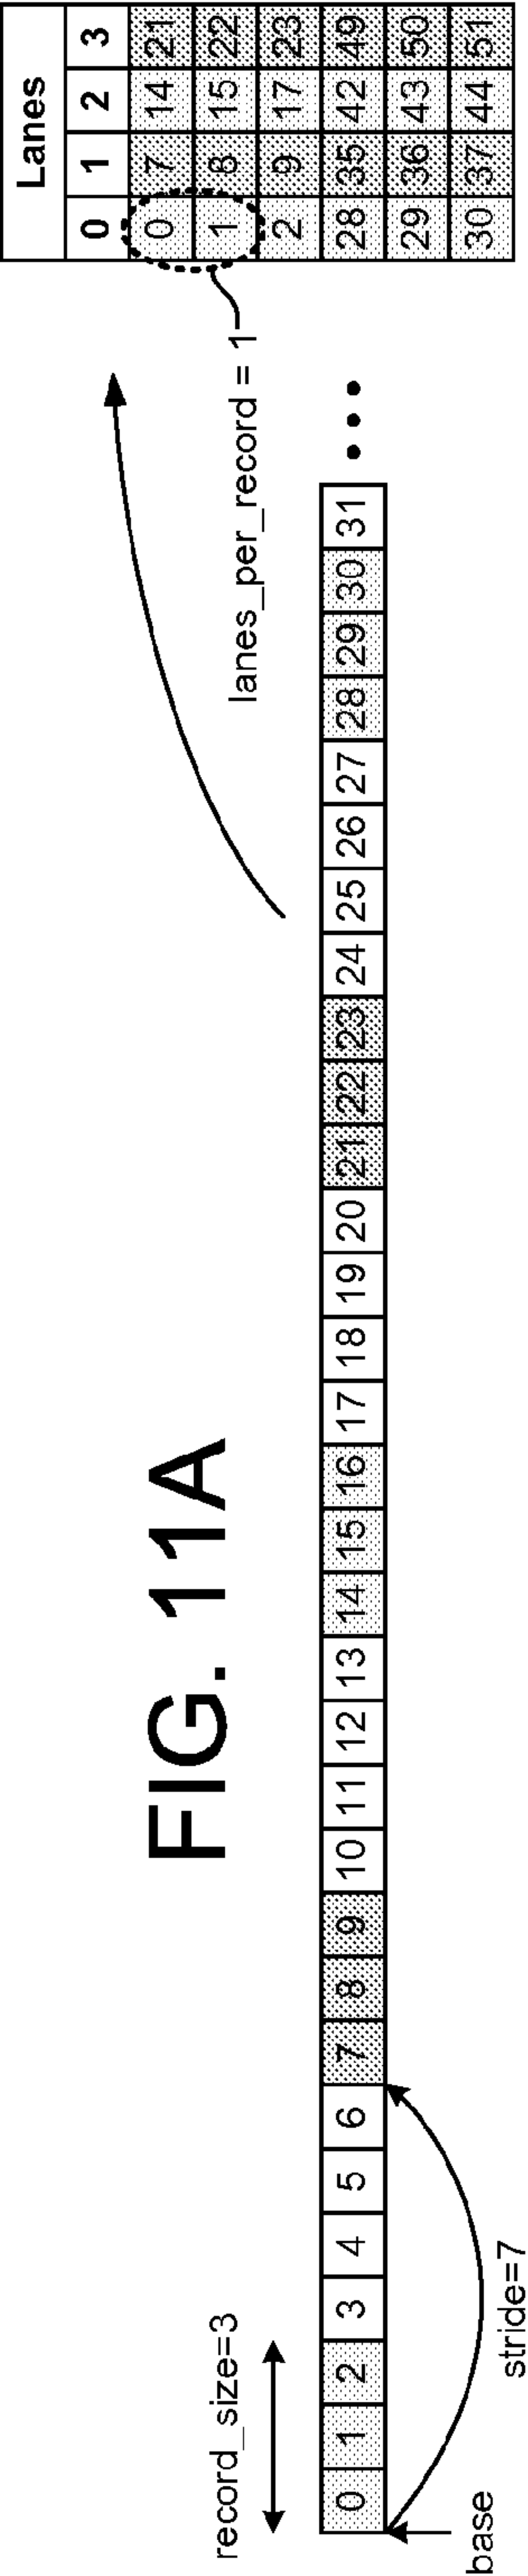 FIG. 11A
record_size=3
0 1 2 3 4 5 6 7 8 9 10 11 12 13 14 15 16 17 18 19 20 21 22 23 24 25 26 27 28 29 30 31 •••
base
stride=7
lanes_per_record = 1
Lanes
0 1 2 3
0 7 14 21
1 8 15 22
2 9 17 23
28 35 42 49
29 36 43 50
30 37 44 51